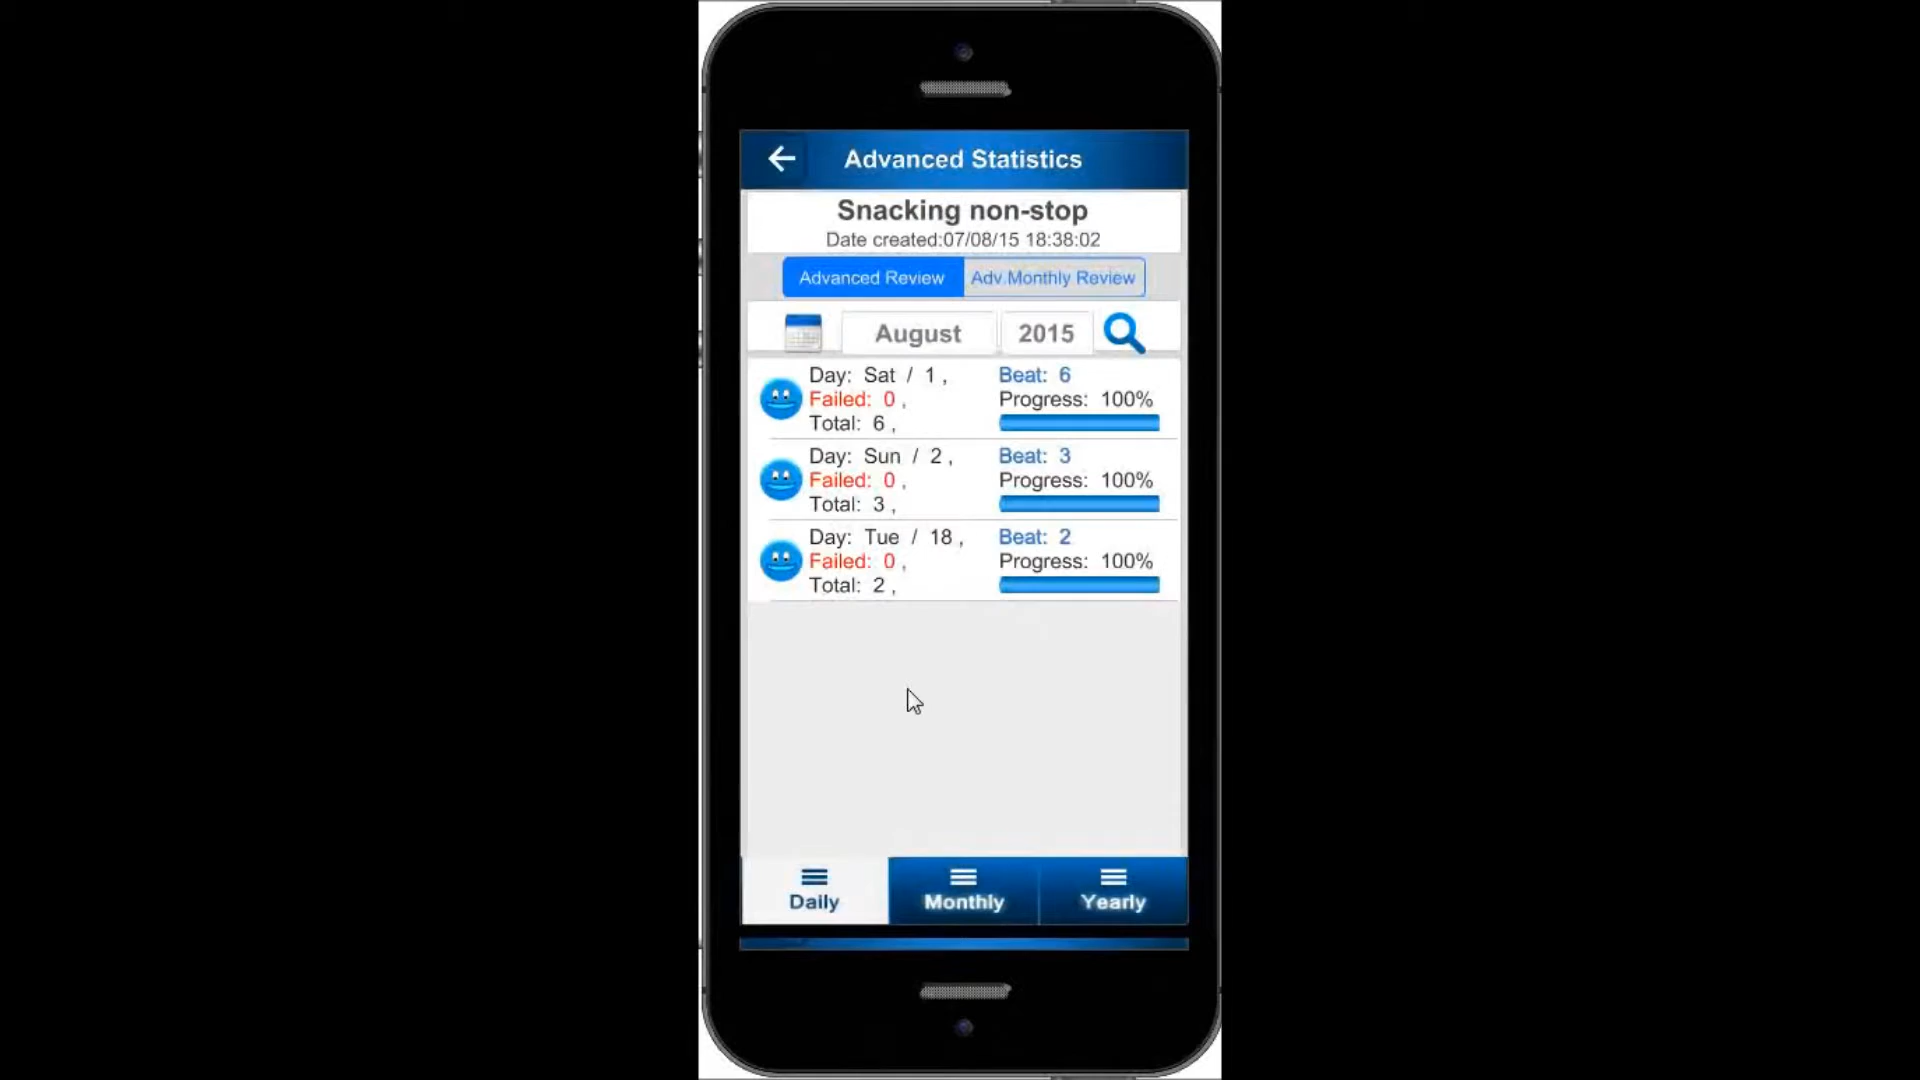 Advanced Statistics
Snacking non-stop
Date created:07/08/15 18:38:02
Advanced Review Adv.Monthly Review
August 2015
Day: Sat / 1 , Beat: 6
Failed: 0 , Progress: 100%
Total: 6 ,
Day: Sun / 2 , Beat: 3
Failed: 0 , Progress: 100%
Total: 3 ,
Day: Tue / 18 , Beat: 2
Failed: 0 , Progress: 100%
Total: 2 ,
Daily Monthly Yearly